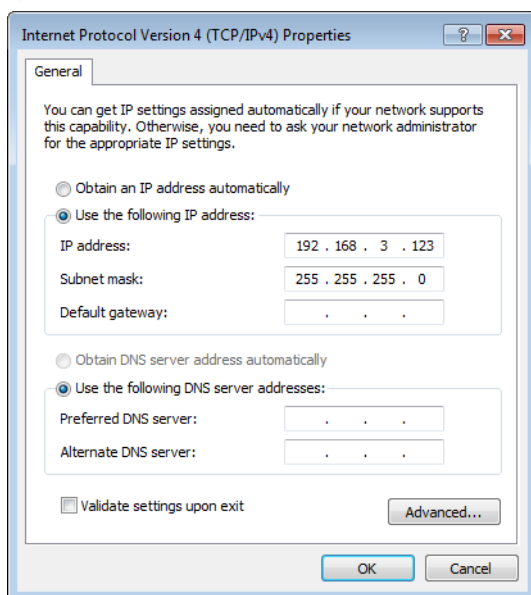 Internet Protocol Version 4 (TCP/IPv4) Properties
General
You can get IP settings assigned automatically if your network supports
this capability. Otherwise, you need to ask your network administrator
for the appropriate IP settings.
Obtain an IP address automatically
Use the following IP address:
IP address: 192 . 168 . 3 . 123
Subnet mask: 255 . 255 . 255 . 0
Default gateway: . . .
Obtain DNS server address automatically
Use the following DNS server addresses:
Preferred DNS server: . . .
Alternate DNS server: . . .
Validate settings upon exit
Advanced...
OK Cancel